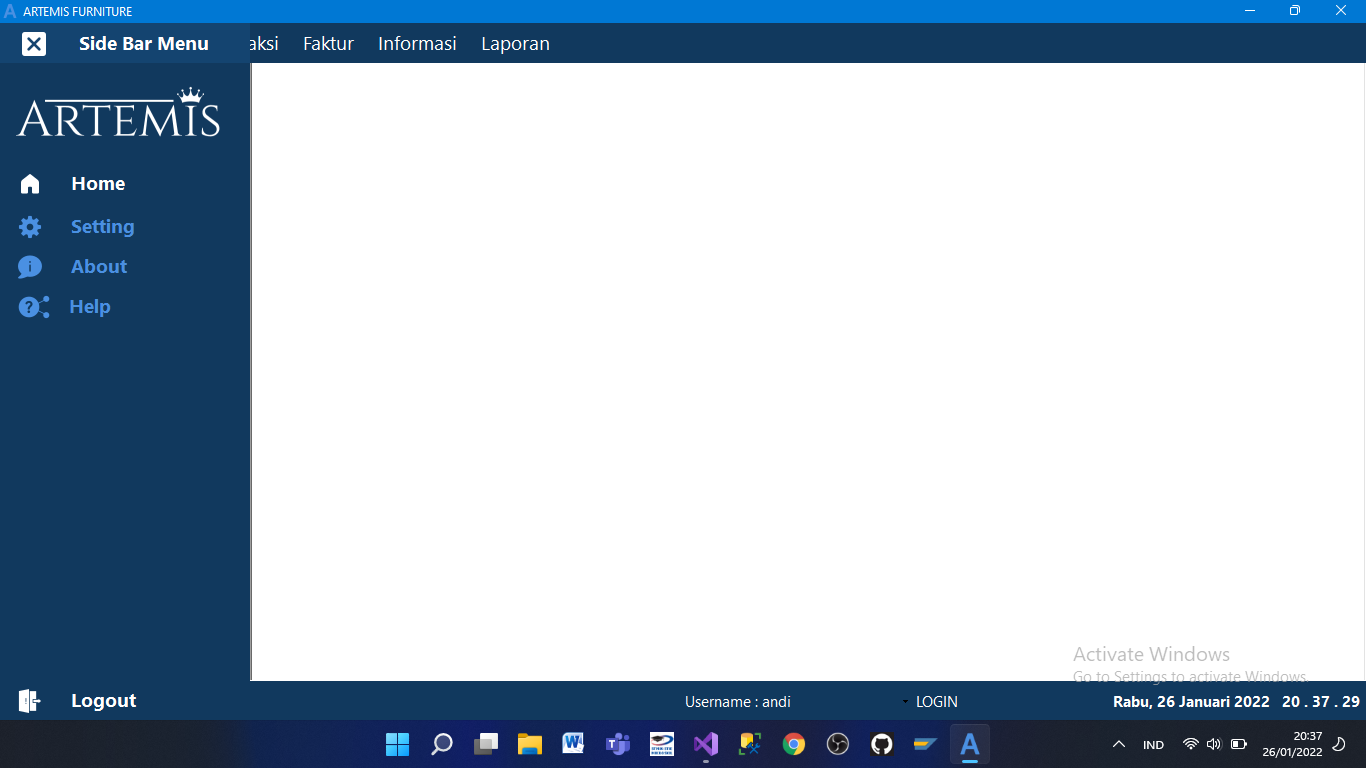 ARTEMIS FURNITURE
Side Bar Menu
aksi Faktur Informasi Laporan
ARTEMIS
Home
Setting
About
Help
Activate Windows
Go to Settings to activate Windows.
Logout
Username : andi
LOGIN
Rabu, 26 Januari 2022 20 . 37 . 29
IND
20:37
26/01/2022